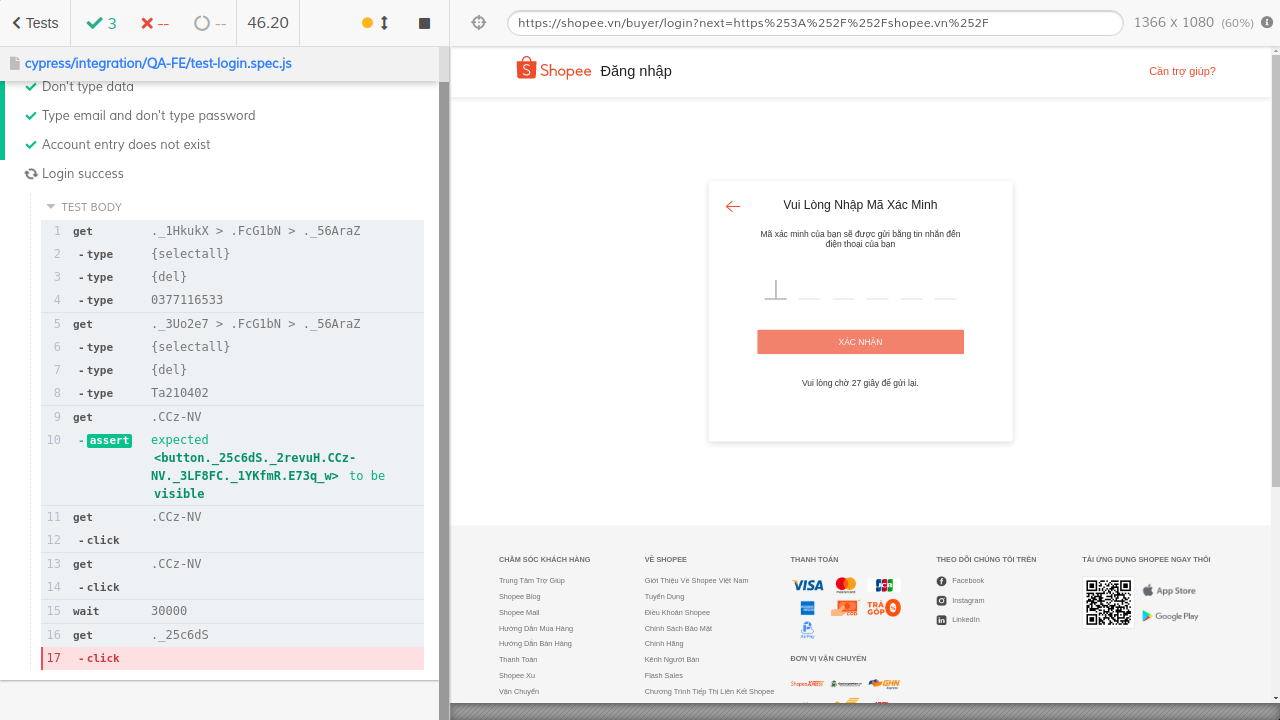 Tests
3
--
--
46.20
https://shopee.vn/buyer/login?next=https%253A%252F%252Fshopee.vn%252F
1366 x 1080 (60%)
cypress/integration/QA-FE/test-login.spec.js
Don't type data
Type email and don't type password
Account entry does not exist
Login success
TEST BODY
1 get ._1HkukX > .FcG1bN > ._56AraZ
2 -type {selectall}
3 -type {del}
4 -type 0377116533
5 get ._3Uo2e7 > .FcG1bN > ._56AraZ
6 -type {selectall}
7 -type {del}
8 -type Ta210402
9 get .CCz-NV
10 -assert expected
<button._25c6dS._2revuH.CCz-
NV._3LF8FC._1YKfmR.E73q_w> to be
visible
11 get .CCz-NV
12 -click
13 get .CCz-NV
14 -click
15 wait 30000
16 get ._25c6dS
17 -click
Shopee Đăng nhập
Cần trợ giúp?
Vui Lòng Nhập Mã Xác Minh
Mã xác minh của bạn sẽ được gửi bằng tin nhắn đến
điện thoại của bạn
XÁC NHẬN
Vui lòng chờ 27 giây để gửi lại.
CHĂM SÓC KHÁCH HÀNG
Trung Tâm Trợ Giúp
Shopee Blog
Shopee Mall
Hướng Dẫn Mua Hàng
Hướng Dẫn Bán Hàng
Thanh Toán
Shopee Xu
Vận Chuyển
VỀ SHOPEE
Giới Thiệu Về Shopee Việt Nam
Tuyển Dụng
Điều Khoản Shopee
Chính Sách Bảo Mật
Chính Hãng
Kênh Người Bán
Flash Sales
Chương Trình Tiếp Thị Liên Kết Shopee
THANH TOÁN
VISA
JCB
TRẢ GÓP 0
ĐƠN VỊ VẬN CHUYỂN
GHN
THEO DÕI CHÚNG TÔI TRÊN
Facebook
Instagram
LinkedIn
TẢI ỨNG DỤNG SHOPEE NGAY THÔI
App Store
Google Play